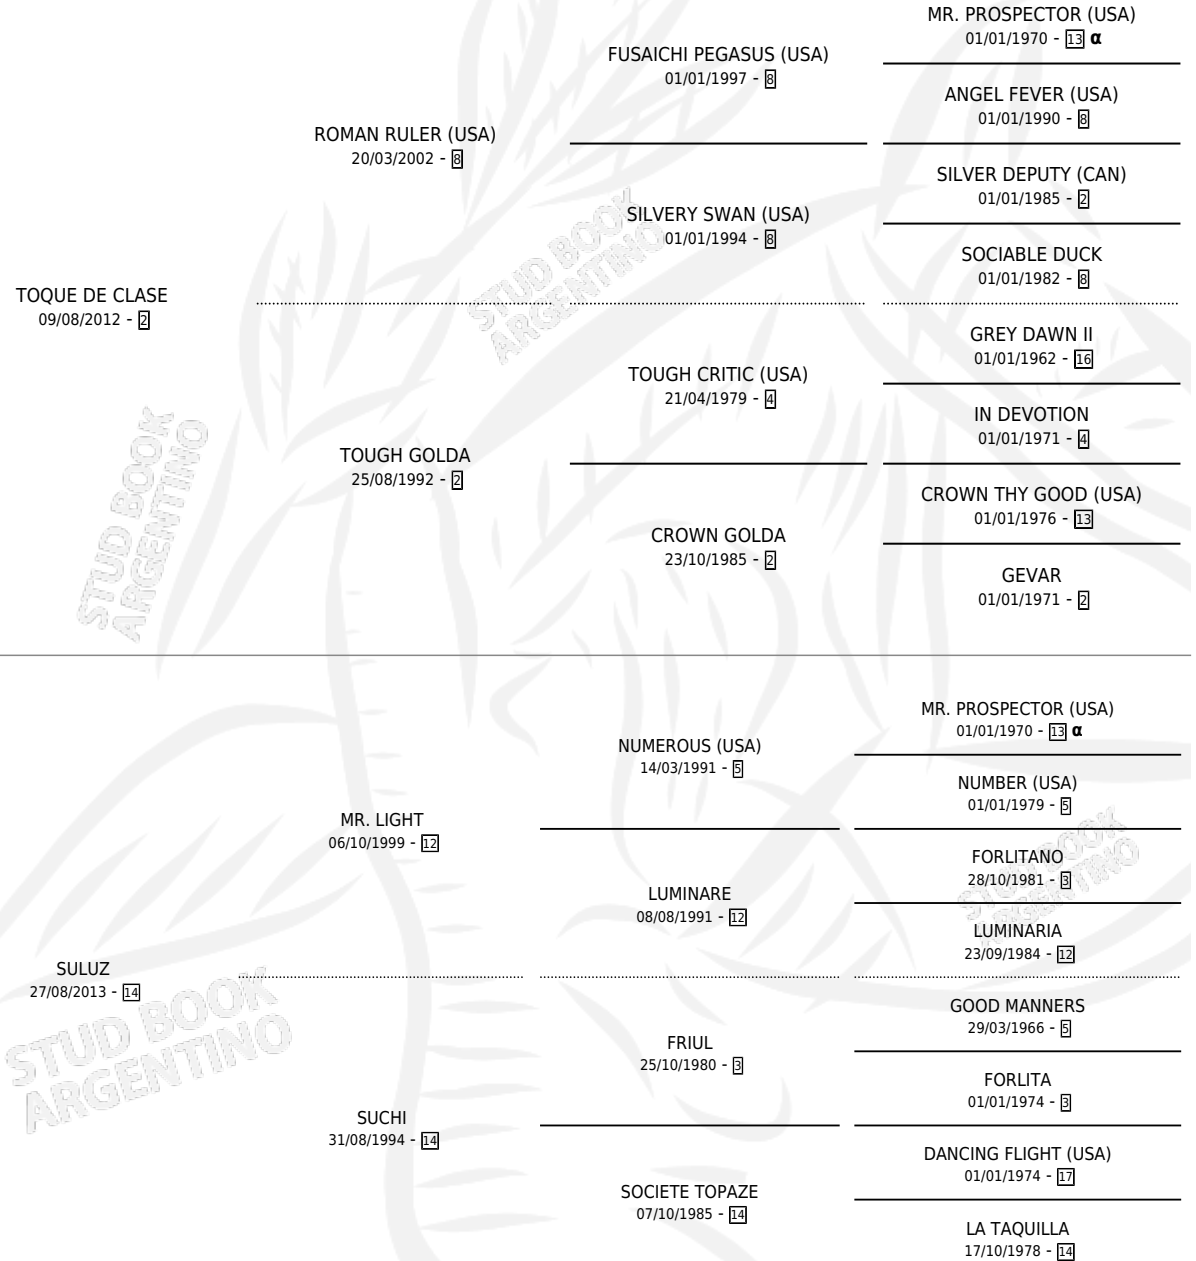 MR. PROSPECTOR (USA)
01/01/1970 - 13 α
FUSAICHI PEGASUS (USA)
01/01/1997 - 8
ANGEL FEVER (USA)
01/01/1990 - 8
ROMAN RULER (USA)
20/03/2002 - 8
SILVER DEPUTY (CAN)
01/01/1985 - 2
SILVERY SWAN (USA)
01/01/1994 - 8
SOCIABLE DUCK
01/01/1982 - 8
TOQUE DE CLASE
09/08/2012 - 2
GREY DAWN II
01/01/1962 - 16
TOUGH CRITIC (USA)
21/04/1979 - 4
IN DEVOTION
01/01/1971 - 4
TOUGH GOLDA
25/08/1992 - 2
CROWN THY GOOD (USA)
01/01/1976 - 13
CROWN GOLDA
23/10/1985 - 2
GEVAR
01/01/1971 - 2
MR. PROSPECTOR (USA)
01/01/1970 - 13 α
NUMEROUS (USA)
14/03/1991 - 5
NUMBER (USA)
01/01/1979 - 5
MR. LIGHT
06/10/1999 - 12
FORLITANO
28/10/1981 - 3
LUMINARE
08/08/1991 - 12
LUMINARIA
23/09/1984 - 12
SULUZ
27/08/2013 - 14
GOOD MANNERS
29/03/1966 - 5
FRIUL
25/10/1980 - 3
FORLITA
01/01/1974 - 3
SUCHI
31/08/1994 - 14
DANCING FLIGHT (USA)
01/01/1974 - 17
SOCIETE TOPAZE
07/10/1985 - 14
LA TAQUILLA
17/10/1978 - 14
STUD BOOK
ARGENTINO
STUD BOOK
ARGENTINO
STUD BOOK
ARGENTINO
STUD BOOK
ARGENTINO